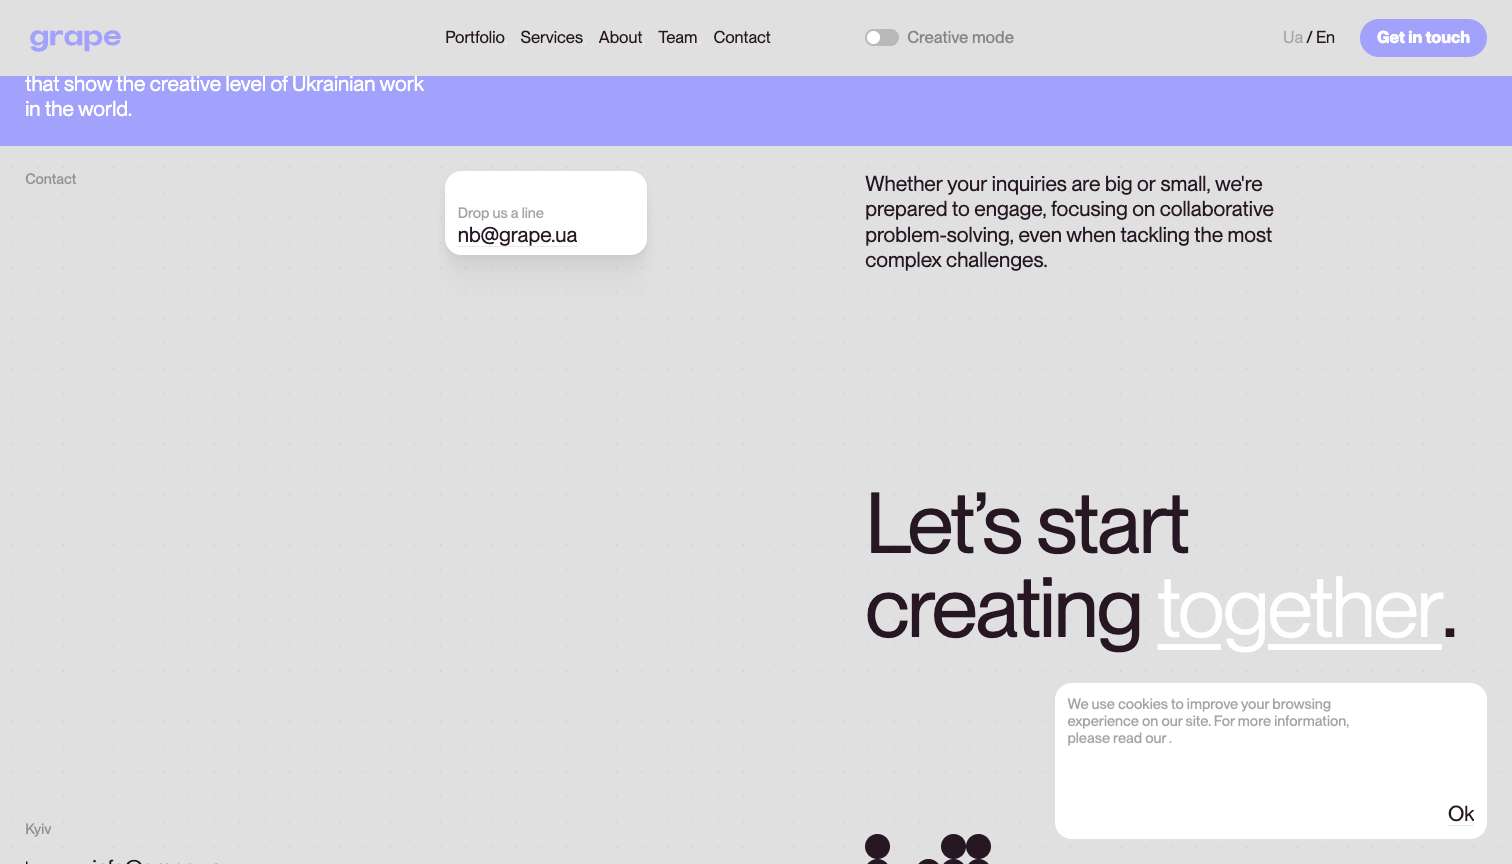 grape
Portfolio Services About Team Contact
Creative mode
Ua / En
Get in touch
that show the creative level of Ukrainian work
in the world.
Contact
Drop us a line
nb@grape.ua
Whether your inquiries are big or small, we're
prepared to engage, focusing on collaborative
problem-solving, even when tackling the most
complex challenges.
Let’s start
creating together.
We use cookies to improve your browsing
experience on our site. For more information,
please read our .
Ok
Kyiv